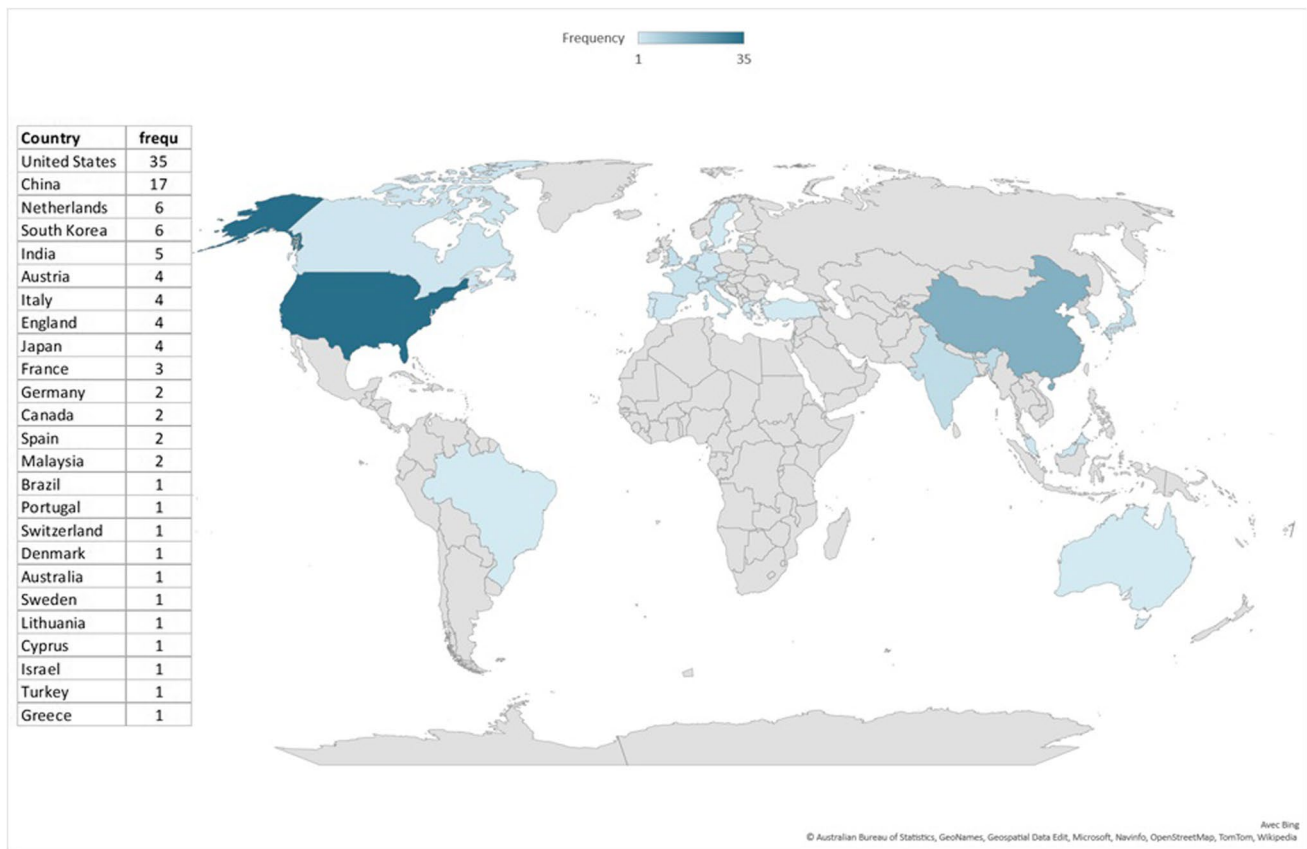 Frequency
1 35
Country frequ
United States 35
China 17
Netherlands 6
South Korea 6
India 5
Austria 4
Italy 4
England 4
Japan 4
France 3
Germany 2
Canada 2
Spain 2
Malaysia 2
Brazil 1
Portugal 1
Switzerland 1
Denmark 1
Australia 1
Sweden 1
Lithuania 1
Cyprus 1
Israel 1
Turkey 1
Greece 1
Avec Bing
© Australian Bureau of Statistics, GeoNames, Geospatial Data Edit, Microsoft, Navinfo, OpenStreetMap, TomTom, Wikipedia